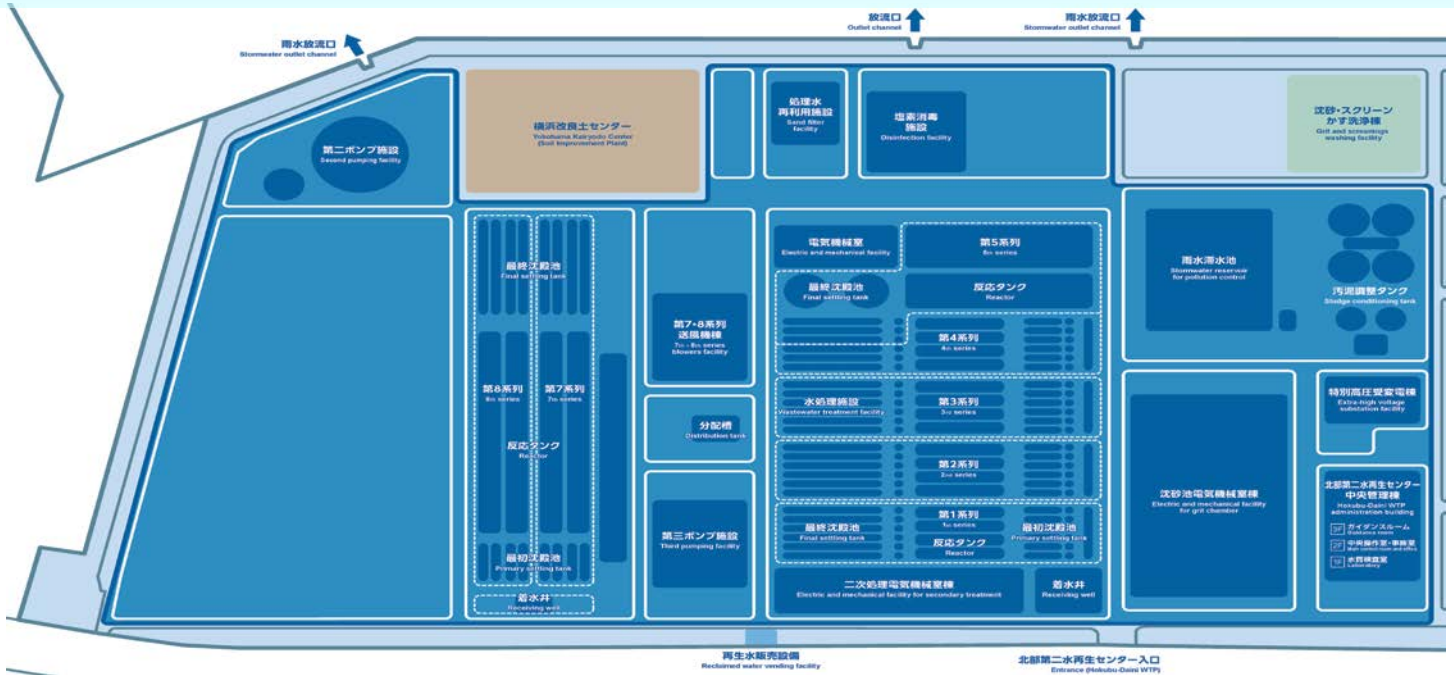 放流口
Outlet channel
雨水放流口
Stormwater outlet channel
雨水放流口
Stormwater outlet channel
横浜改良土センター
Yokohama Kairyodo Center
(Soil Improvement Plant)
処理水
再利用施設
Sand filter
facility
塩素消毒
施設
Disinfection facility
沈砂・スクリーン
かす洗浄棟
Grit and screenings
washing facility
第二ポンプ施設
Second pumping facility
最終沈殿池
Final settling tank
電気機械室
Electric and mechanical facility
第5系列
5th series
雨水滞水池
Stormwater reservoir
for pollution control
汚泥調整タンク
Sludge conditioning tank
最終沈殿池
Final settling tank
反応タンク
Reactor
第7・8系列
送風機棟
7th・8th series
blowers facility
第4系列
4th series
第8系列
8th series
第7系列
7th series
水処理施設
Wastewater treatment facility
第3系列
3rd series
特別高圧受変電棟
Extra-high voltage
substation facility
分配槽
Distribution tank
反応タンク
Reactor
第2系列
2nd series
沈砂池電気機械室棟
Electric and mechanical facility
for grit chamber
北部第二水再生センター
中央管理棟
Hokubu-Daini WTP
administration building
3F ガイダンスルーム
Guidance room
2F 中央操作室・事務室
Main control room and office
1F 水質検査室
Laboratory
第三ポンプ施設
Third pumping facility
最終沈殿池
Final settling tank
第1系列
1st series
反応タンク
Reactor
最初沈殿池
Primary settling tank
最初沈殿池
Primary settling tank
着水井
Receiving well
二次処理電気機械室棟
Electric and mechanical facility for secondary treatment
着水井
Receiving well
再生水販売設備
Reclaimed water vending facility
北部第二水再生センター入口
Entrance (Hokubu-Daini WTP)